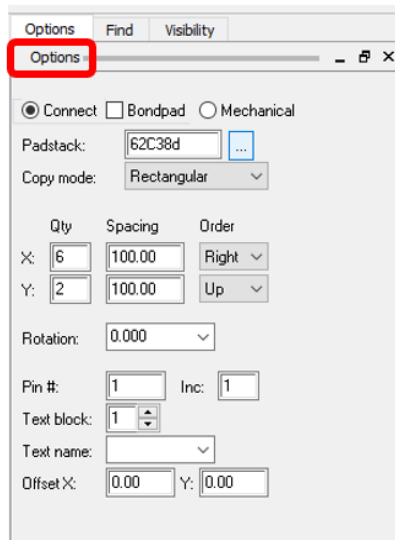 Options Find Visibility
Options
Connect Bondpad Mechanical
Padstack: 62C38d ...
Copy mode: Rectangular
Qty Spacing Order
X: 6 100.00 Right
Y: 2 100.00 Up
Rotation: 0.000
Pin #: 1 Inc: 1
Text block: 1
Text name:
Offset X: 0.00 Y: 0.00